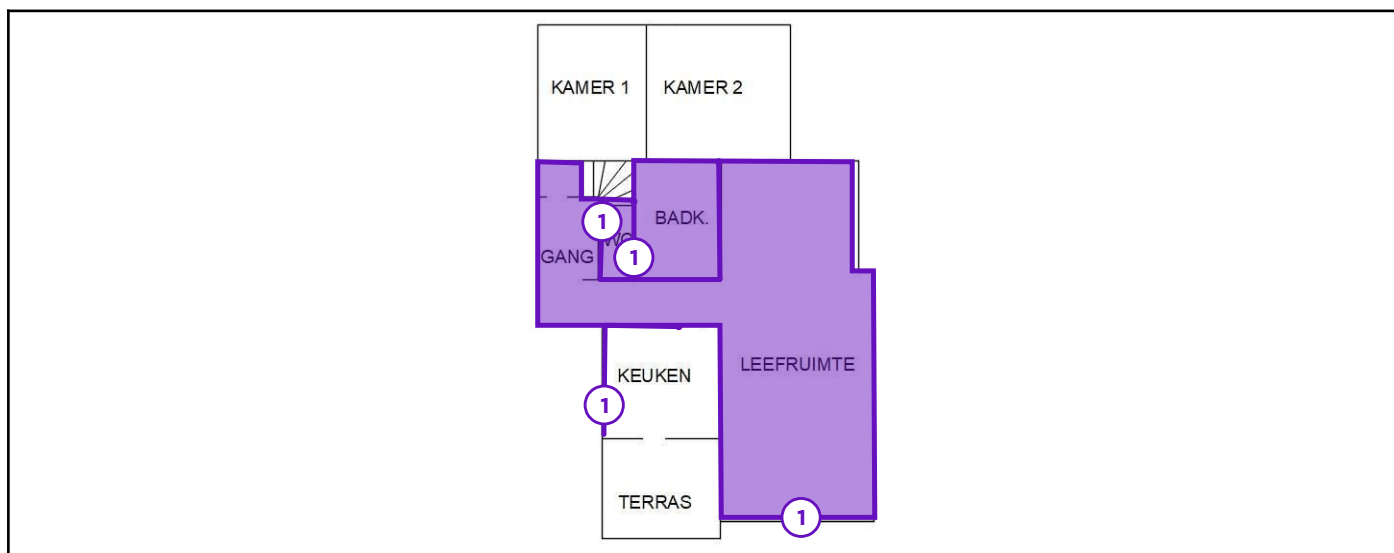 KAMER 1
KAMER 2
1
BADK.
WC
1
GANG
LEEFRUIMTE
KEUKEN
1
TERRAS
1